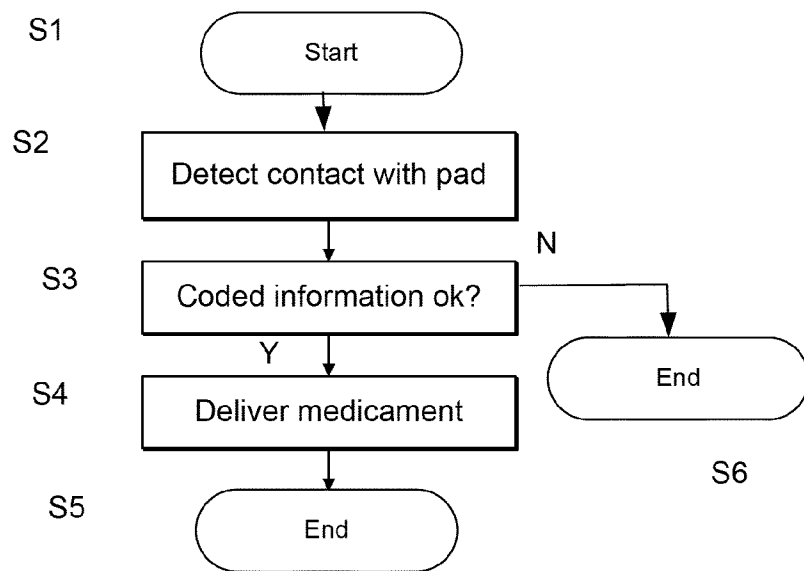 S1
Start
S2
Detect contact with pad
N
S3
Coded information ok?
Y
End
S4
Deliver medicament
S6
S5
End